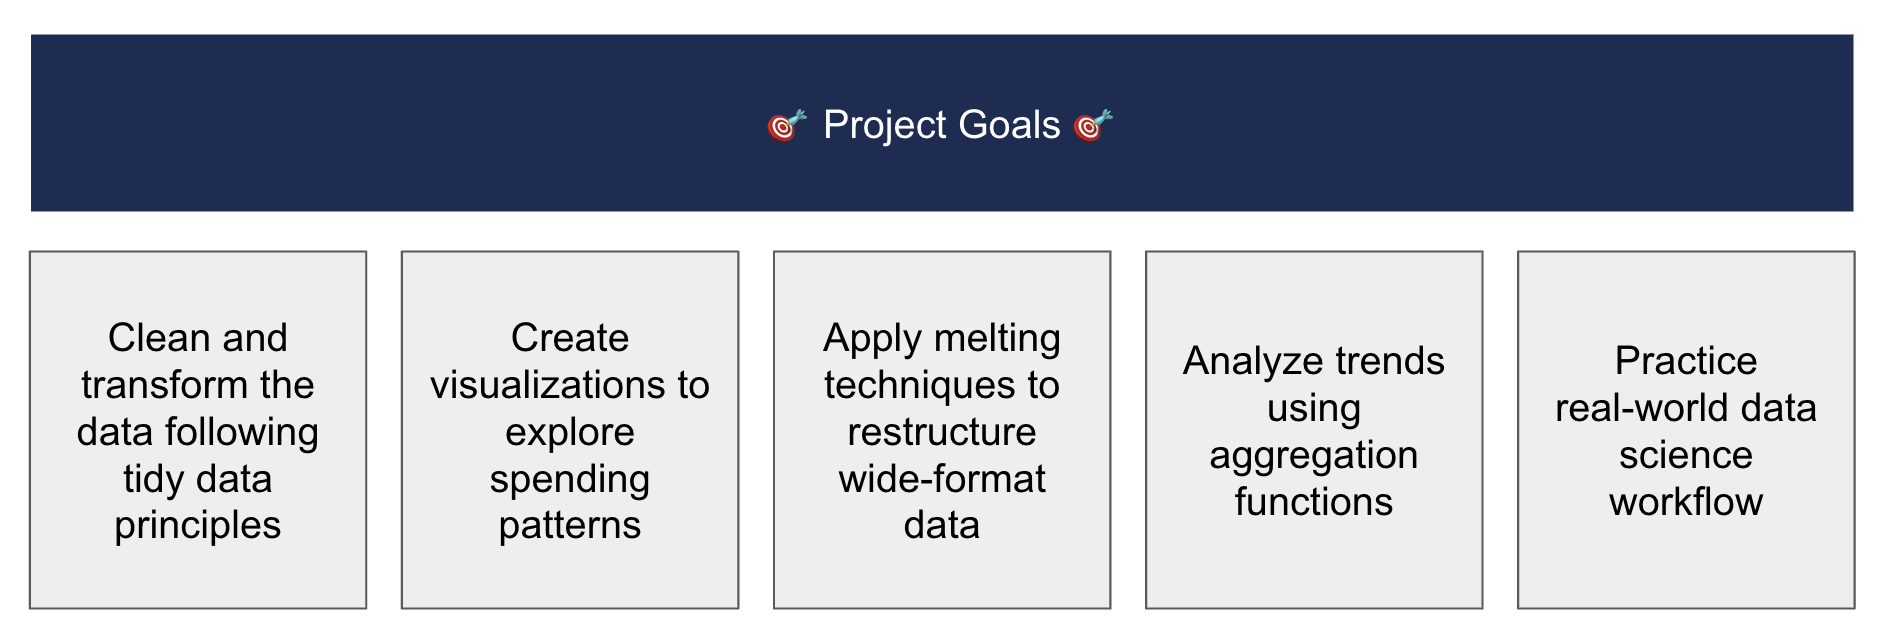 🎯 Project Goals 🎯
Clean and
transform the
data following
tidy data
principles
Create
visualizations to
explore
spending
patterns
Apply melting
techniques to
restructure
wide-format
data
Analyze trends
using
aggregation
functions
Practice
real-world data
science
workflow